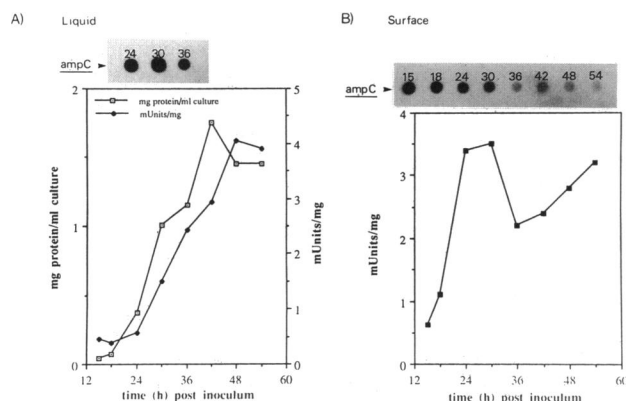 A) Liquid
24 30 36
ampC
mg protein/ml culture
mUnits/mg
2
1
0
mg protein/ml culture
5
4
3
2
1
0
mUnits/mg
12 24 36 48 60
time (h) post inoculum
B) Surface
15 18 24 30 36 42 48 54
ampC
4
3
2
1
0
mUnits/mg
12 24 36 48 60
time (h) post inoculum